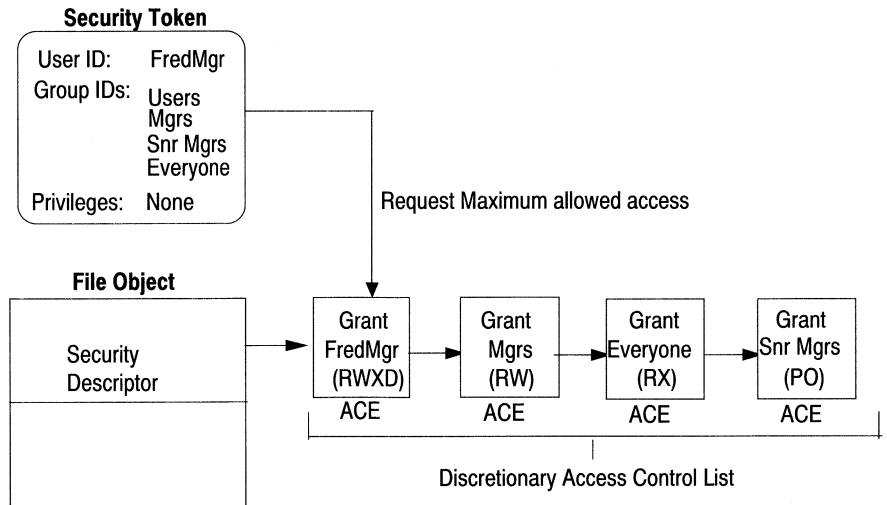 Security Token
User ID: FredMgr
Group IDs: Users
Mgrs
Snr Mgrs
Everyone
Privileges: None
Request Maximum allowed access
File Object
Security
Descriptor
Grant
FredMgr
(RWXD)
ACE
Grant
Mgrs
(RW)
ACE
Grant
Everyone
(RX)
ACE
Grant
Snr Mgrs
(PO)
ACE
Discretionary Access Control List